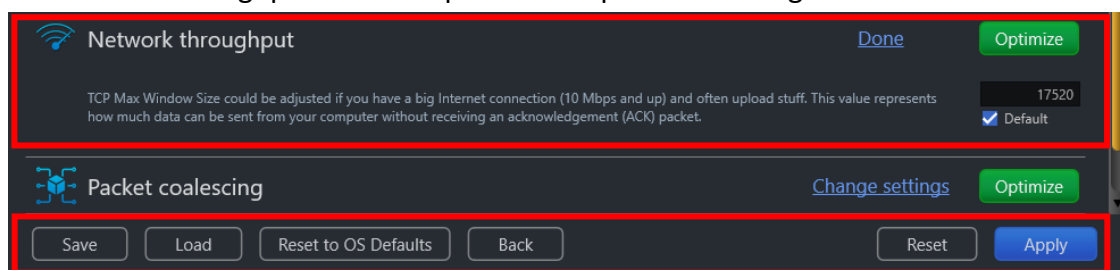 Network throughput Done Optimize
TCP Max Window Size could be adjusted if you have a big Internet connection (10 Mbps and up) and often upload stuff. This value represents 17520
how much data can be sent from your computer without receiving an acknowledgement (ACK) packet. Default
Packet coalescing Change settings Optimize
Save Load Reset to OS Defaults Back Reset Apply